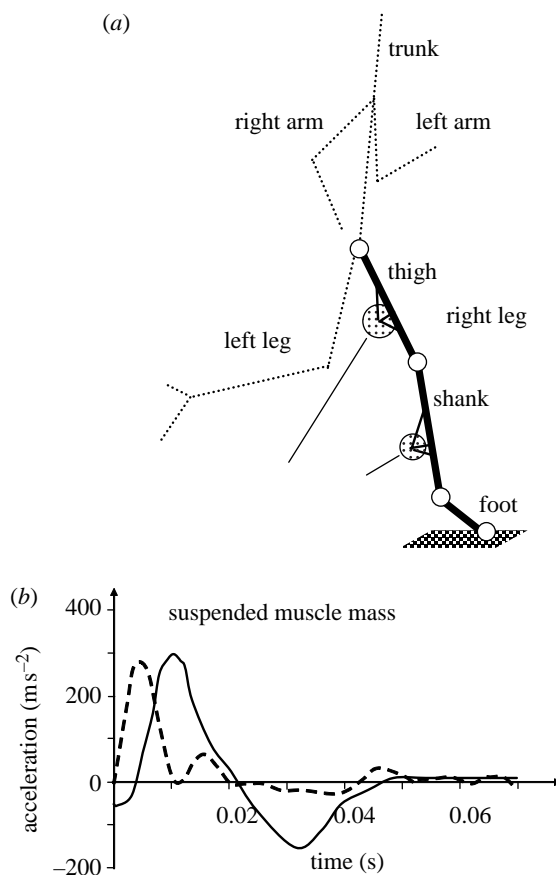 (a)
trunk
right arm
left arm
thigh
right leg
left leg
shank
foot
(b)
400
suspended muscle mass
acceleration (ms⁻²)
200
0
0.02
0.04
0.06
−200
time (s)